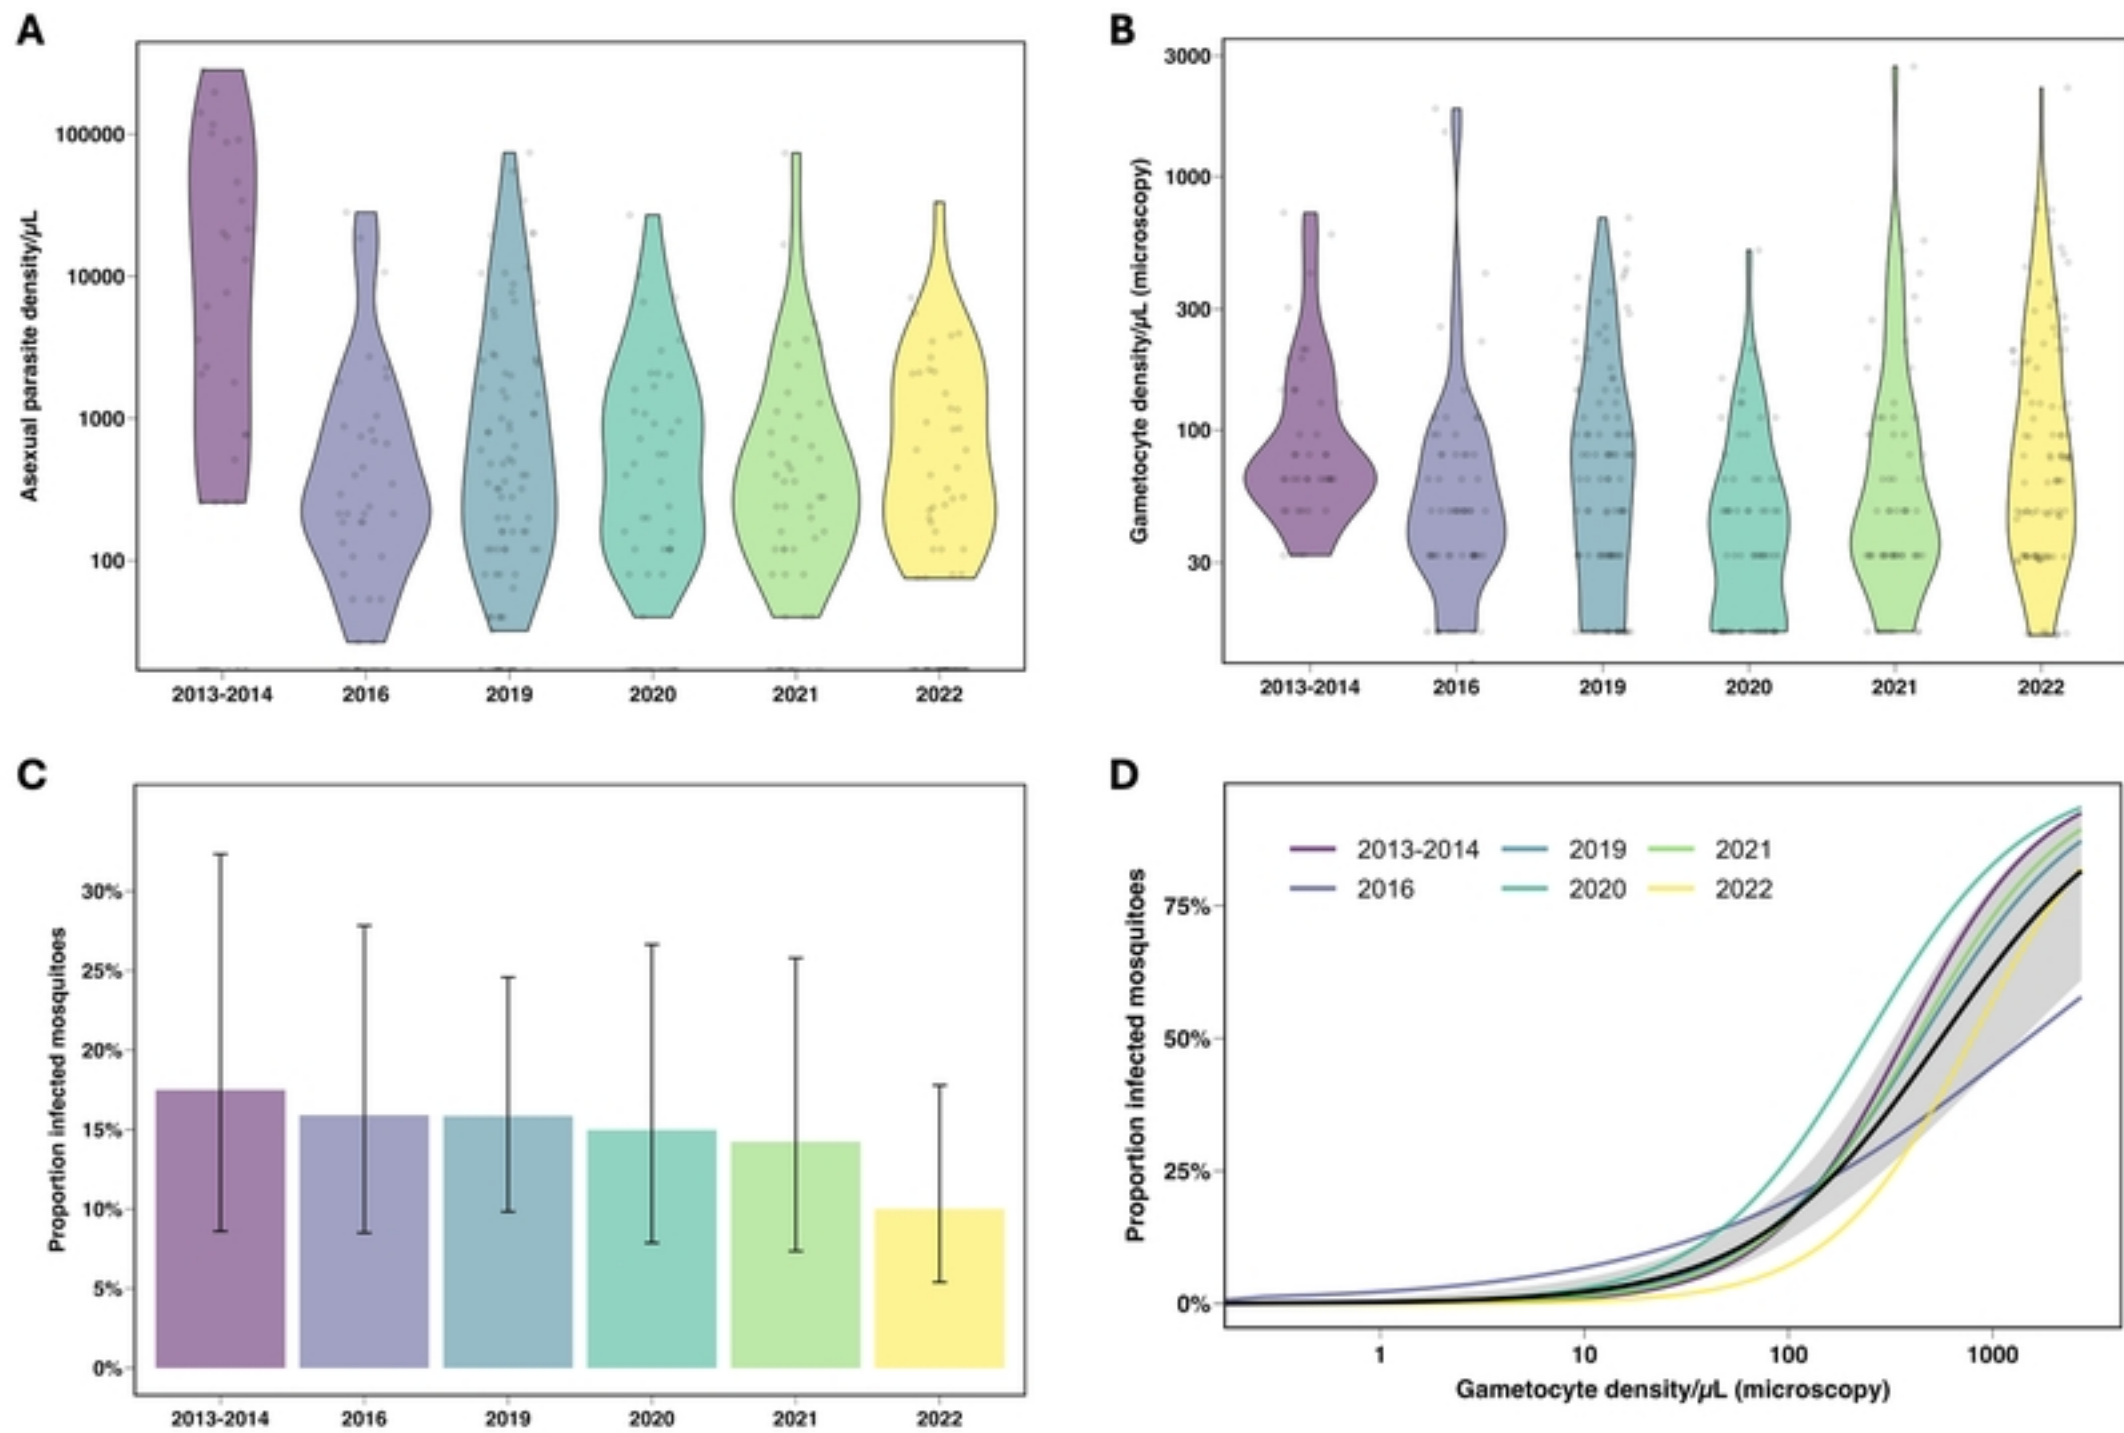 A
Asexual parasite density/µL
100000
10000
1000
100
2013-2014 2016 2019 2020 2021 2022
B
Gametocyte density/µL (microscopy)
3000
1000
300
100
30
2013-2014 2016 2019 2020 2021 2022
C
Proportion infected mosquitoes
30%
25%
20%
15%
10%
5%
0%
2013-2014 2016 2019 2020 2021 2022
D
Proportion infected mosquitoes
2013-2014 2019 2021
2016 2020 2022
75%
50%
25%
0%
1 10 100 1000
Gametocyte density/µL (microscopy)